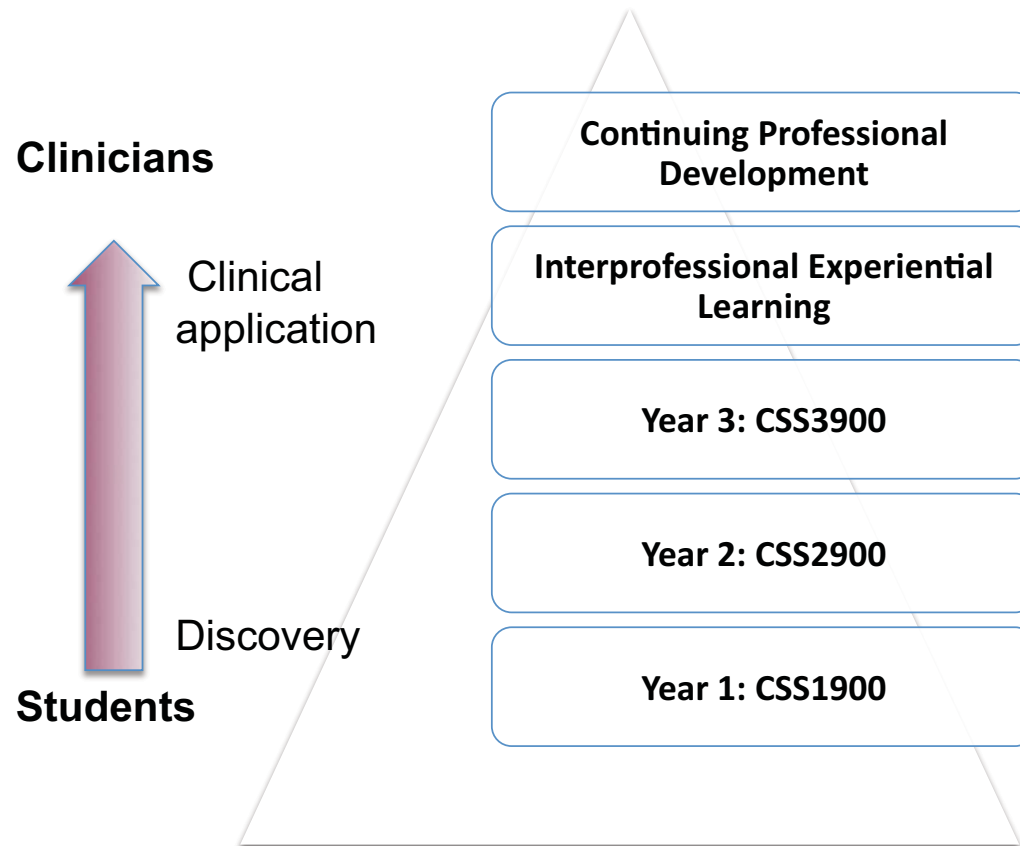 Clinicians
Clinical
application
Discovery
Students
Continuing Professional
Development
Interprofessional Experiential
Learning
Year 3: CSS3900
Year 2: CSS2900
Year 1: CSS1900